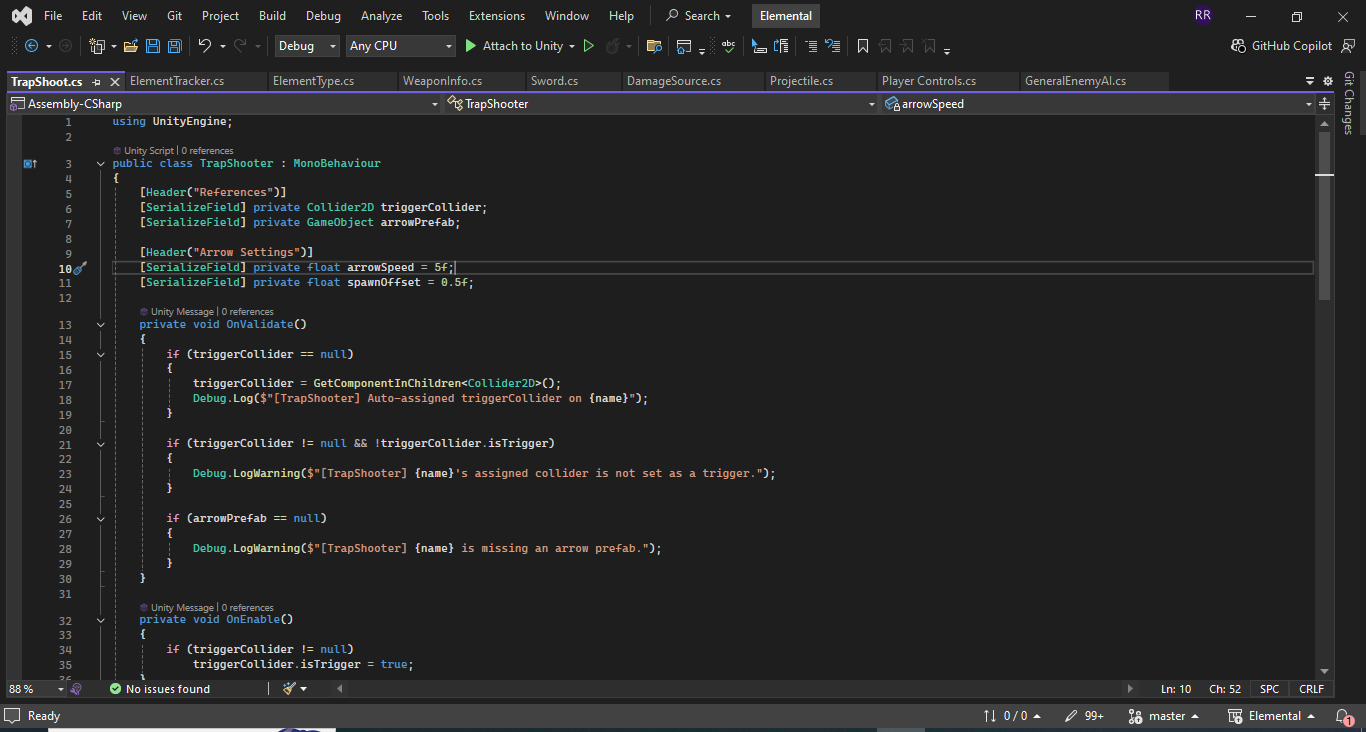 File Edit View Git Project Build Debug Analyze Tools Extensions Window Help Search Elemental RR
Debug Any CPU Attach to Unity GitHub Copilot
TrapShoot.cs ElementTracker.cs ElementType.cs WeaponInfo.cs Sword.cs DamageSource.cs Projectile.cs Player Controls.cs GeneralEnemyAI.cs
Git Changes
Assembly-CSharp TrapShooter arrowSpeed
1 using UnityEngine;
2
Unity Script | 0 references
3 public class TrapShooter : MonoBehaviour
4 {
5 [Header("References")]
6 [SerializeField] private Collider2D triggerCollider;
7 [SerializeField] private GameObject arrowPrefab;
8
9 [Header("Arrow Settings")]
10 [SerializeField] private float arrowSpeed = 5f;
11 [SerializeField] private float spawnOffset = 0.5f;
12
Unity Message | 0 references
13 private void OnValidate()
14 {
15 if (triggerCollider == null)
16 {
17 triggerCollider = GetComponentInChildren<Collider2D>();
18 Debug.Log($"[TrapShooter] Auto-assigned triggerCollider on {name}");
19 }
20
21 if (triggerCollider != null && !triggerCollider.isTrigger)
22 {
23 Debug.LogWarning($"[TrapShooter] {name}'s assigned collider is not set as a trigger.");
24 }
25
26 if (arrowPrefab == null)
27 {
28 Debug.LogWarning($"[TrapShooter] {name} is missing an arrow prefab.");
29 }
30 }
31
Unity Message | 0 references
32 private void OnEnable()
33 {
34 if (triggerCollider != null)
35 triggerCollider.isTrigger = true;
36 }
88 % No issues found Ln: 10 Ch: 52 SPC CRLF
Ready 0 / 0 99+ master Elemental 1